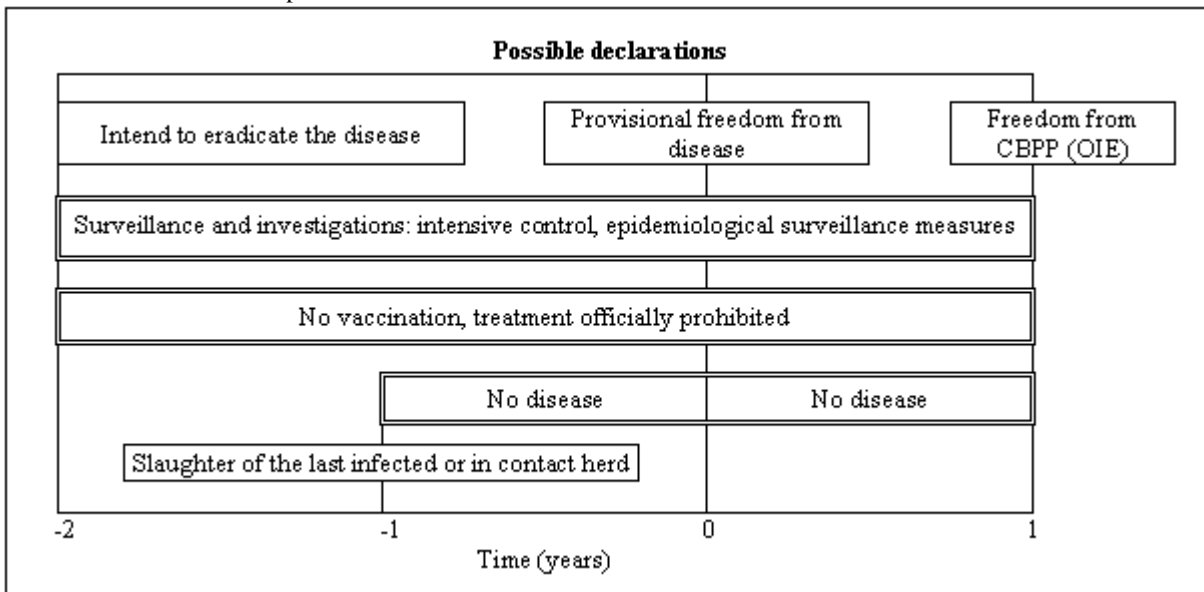 Possible declarations
Intend to eradicate the disease
Provisional freedom from
disease
Freedom from
CBPP (OIE)
Surveillance and investigations: intensive control, epidemiological surveillance measures
No vaccination, treatment officially prohibited
No disease
No disease
Slaughter of the last infected or in contact herd
-2
-1
0
1
Time (years)